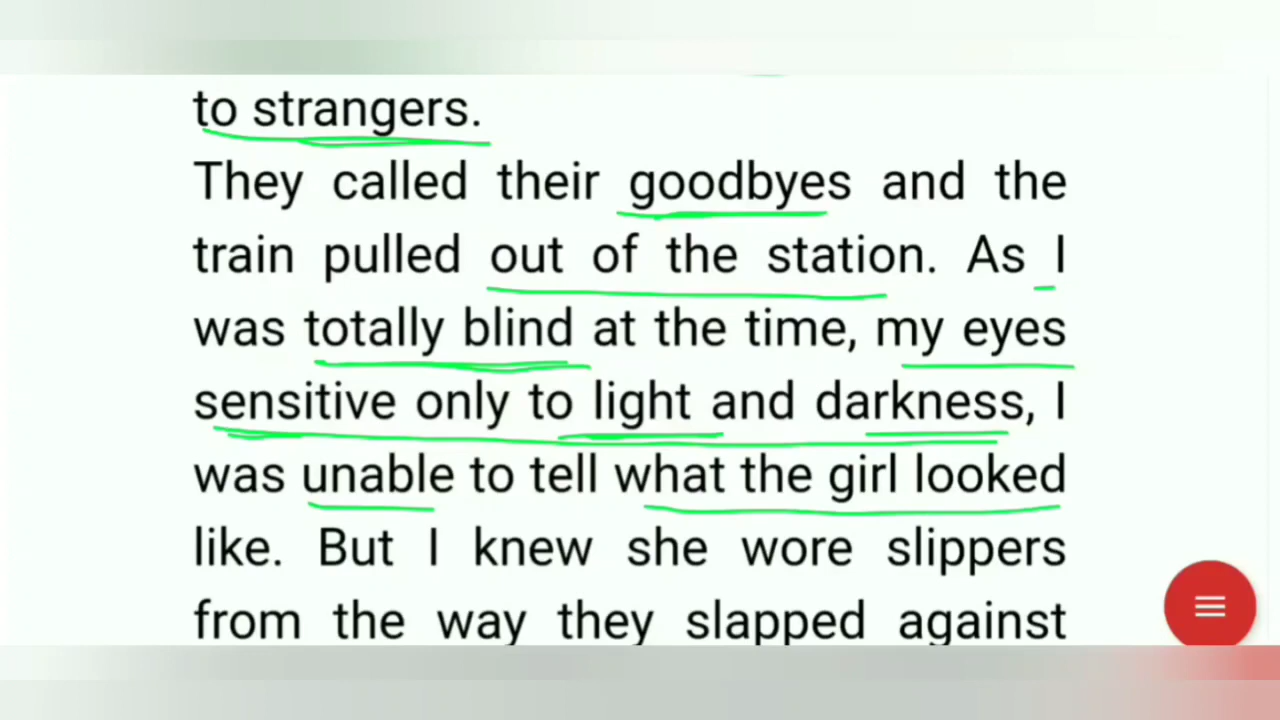 to strangers.
They called their goodbyes and the
train pulled out of the station. As I
was totally blind at the time, my eyes
sensitive only to light and darkness, I
was unable to tell what the girl looked
like. But I knew she wore slippers
from the way they slapped against